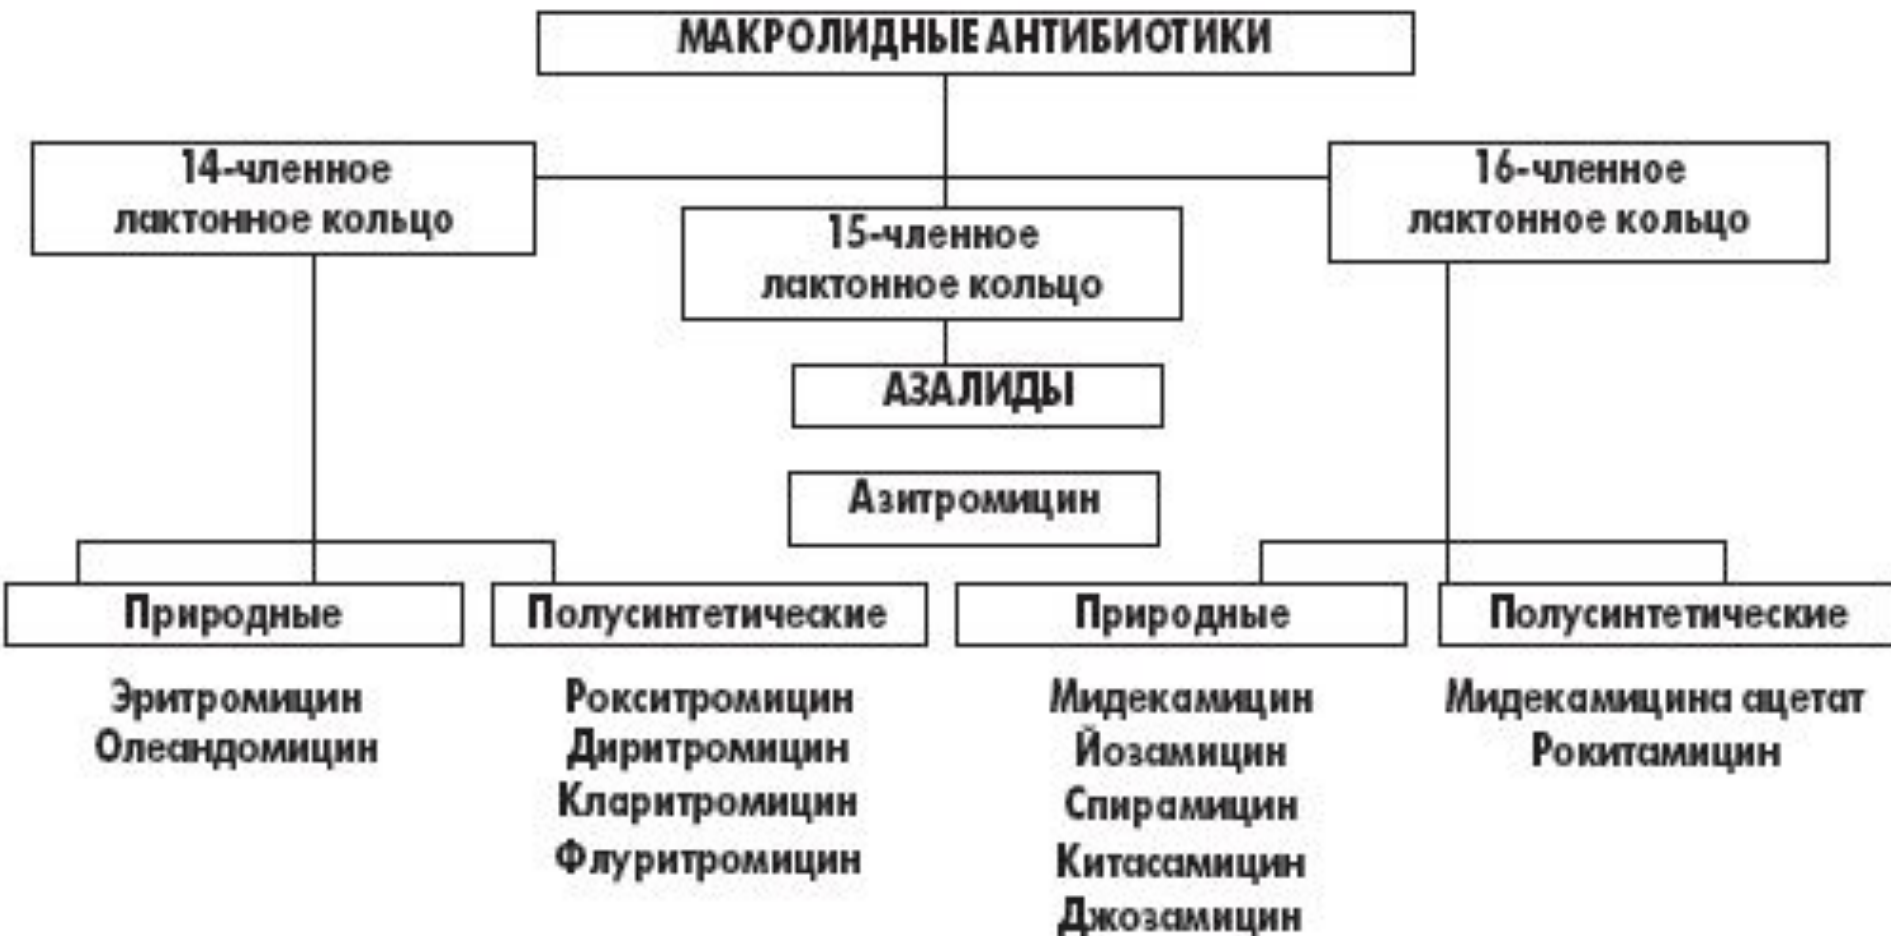 МАКРОЛИДНЫЕ АНТИБИОТИКИ
14-членное
лактонное кольцо
15-членное
лактонное кольцо
16-членное
лактонное кольцо
АЗАЛИДЫ
Азитромицин
Природные
Полусинтетические
Природные
Полусинтетические
Эритромицин
Олеандомицин
Рокситромицин
Диритромицин
Кларитромицин
Флуритромицин
Мидекамицин
Йозамицин
Спирамицин
Китасамицин
Джозамицин
Мидекамицина ацетат
Рокитамицин